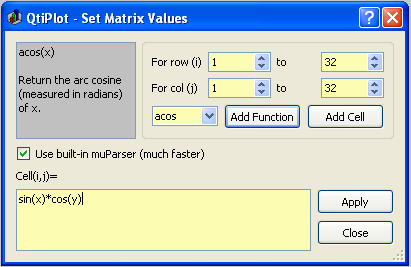 QtiPlot - Set Matrix Values
acos(x)
Return the arc cosine
(measured in radians)
of x.
For row (i) 1 to 32
For col (j) 1 to 32
acos Add Function Add Cell
Use built-in muParser (much faster)
Cell(i,j)=
sin(x)*cos(y)
Apply
Close